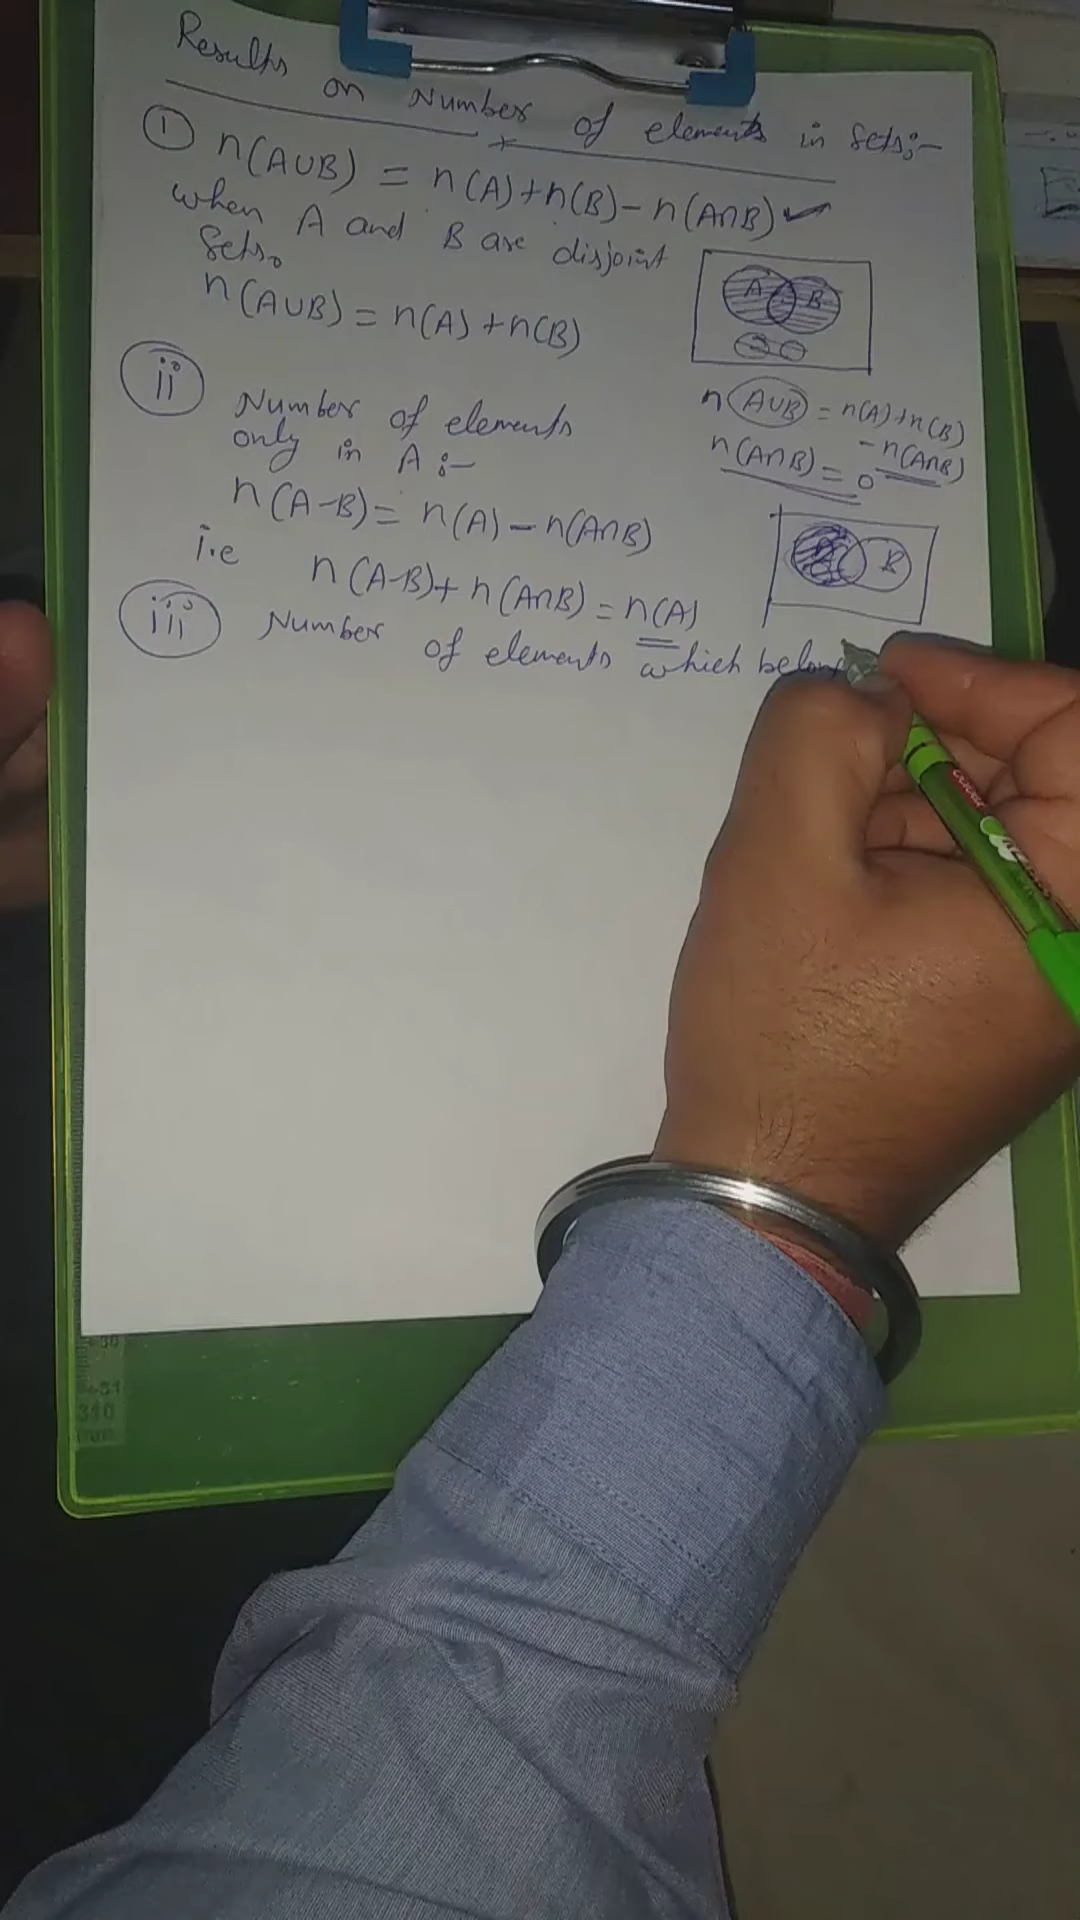 Results on Number of elements in Sets:-
① n(A∪B) = n(A)+n(B)-n(A∩B) ✓
when A and B are disjoint
Sets.
n(A∪B) = n(A) + n(B)
A B
n(A∪B) = n(A)+n(B)
-n(A∩B)
n(A∩B) = 0
ii Number of elements
only in A :-
n(A-B) = n(A) - n(A∩B)
i.e n(A-B)+ n(A∩B) = n(A)
A B
iii Number of elements which belong